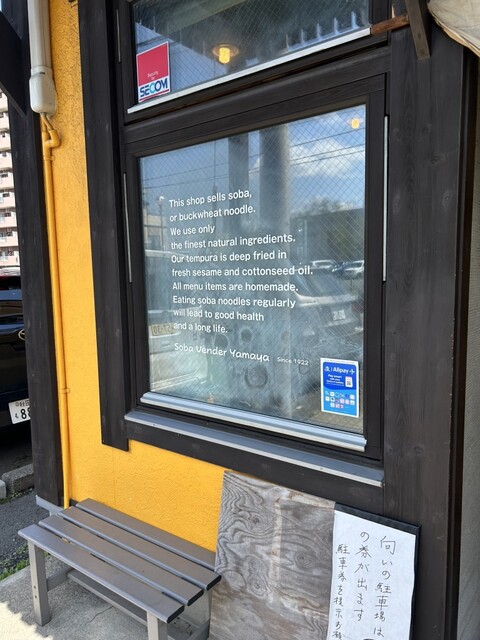 SECOM
This shop sells soba,
or buckwheat noodle.
We use only
the finest natural ingredients.
Our tempura is deep fried in
fresh sesame and cottonseed oil.
All menu items are homemade.
Eating soba noodles regularly
will lead to good health
and a long life.
Soba Vender Yamaya Since 1922
Alipay+
88
向いの駐車場は
の券が出ます
駐車券を提示お